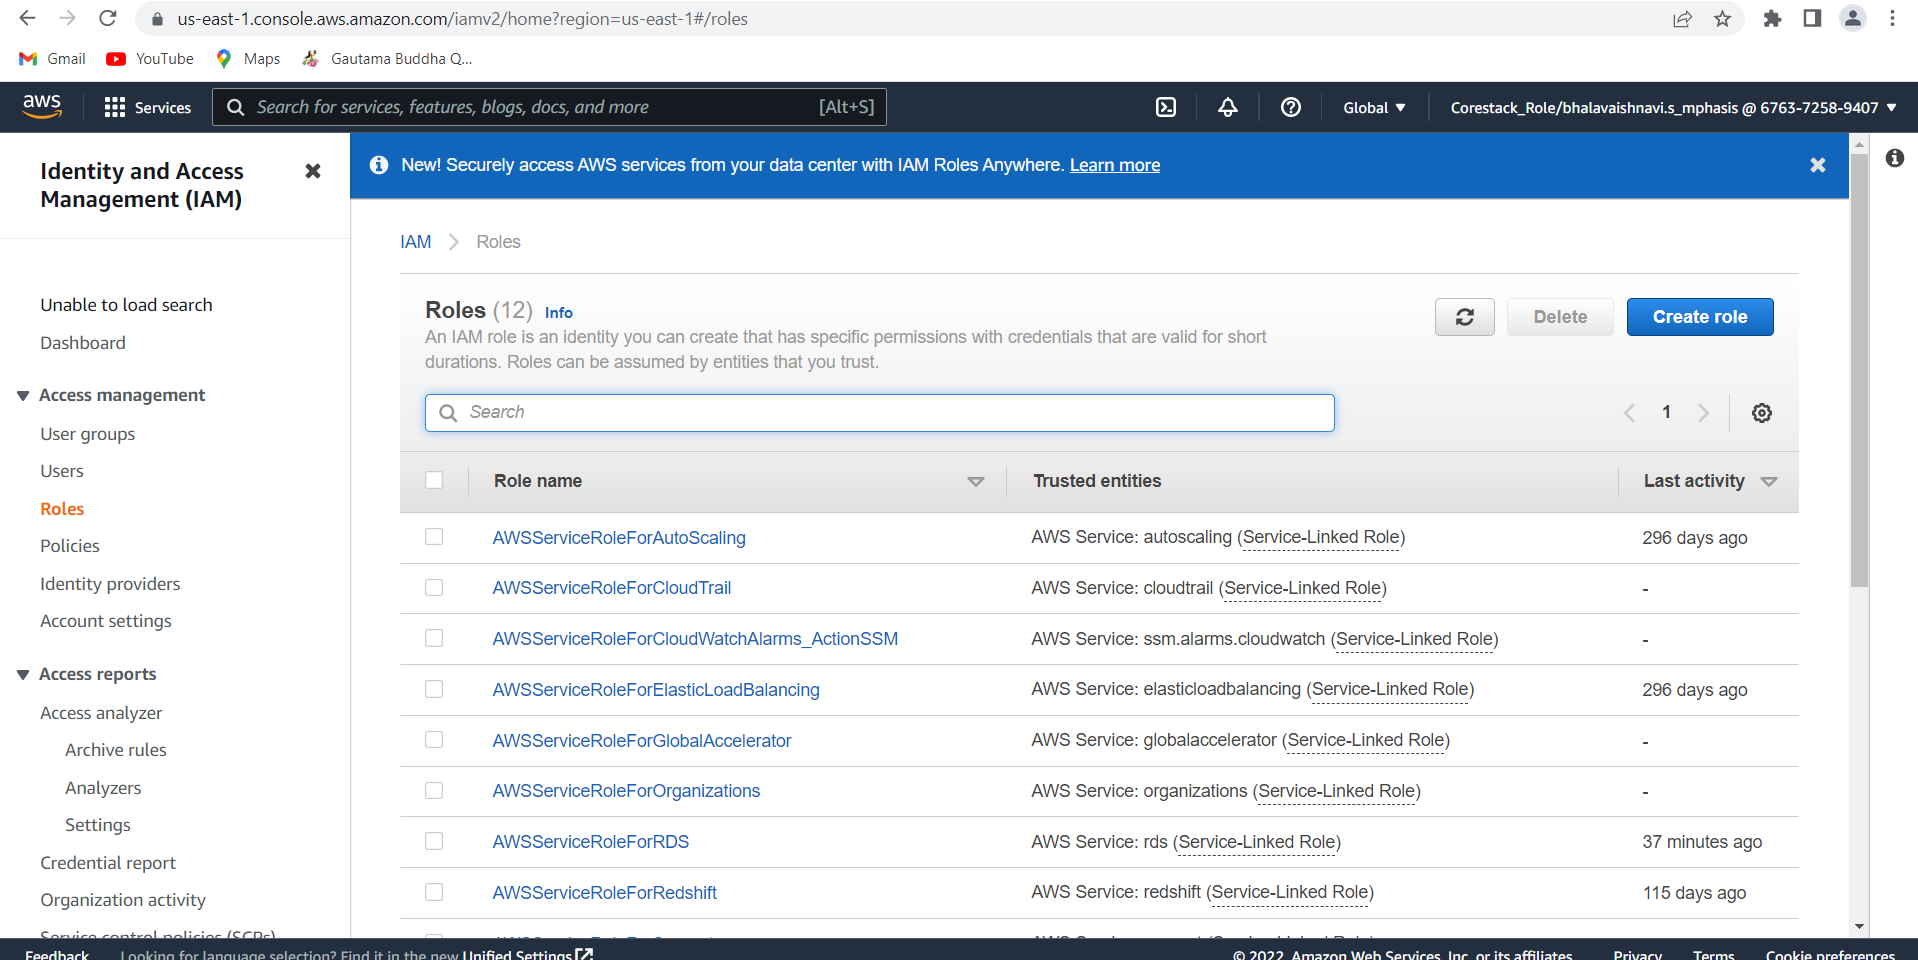 us-east-1.console.aws.amazon.com/iamv2/home?region=us-east-1#/roles
Gmail
YouTube
Maps
Gautama Buddha Q...
aws
Services
Search for services, features, blogs, docs, and more
[Alt+S]
Global
Corestack_Role/bhalavaishnavi.s_mphasis @ 6763-7258-9407
Identity and Access
Management (IAM)
Unable to load search
Dashboard
Access management
User groups
Users
Roles
Policies
Identity providers
Account settings
Access reports
Access analyzer
Archive rules
Analyzers
Settings
Credential report
Organization activity
Service control policies (SCPs)
New! Securely access AWS services from your data center with IAM Roles Anywhere. Learn more
IAM
Roles
Roles (12) Info
An IAM role is an identity you can create that has specific permissions with credentials that are valid for short
durations. Roles can be assumed by entities that you trust.
Delete
Create role
Search
1
Role name Trusted entities Last activity
AWSServiceRoleForAutoScaling AWS Service: autoscaling (Service-Linked Role) 296 days ago
AWSServiceRoleForCloudTrail AWS Service: cloudtrail (Service-Linked Role) -
AWSServiceRoleForCloudWatchAlarms_ActionSSM AWS Service: ssm.alarms.cloudwatch (Service-Linked Role) -
AWSServiceRoleForElasticLoadBalancing AWS Service: elasticloadbalancing (Service-Linked Role) 296 days ago
AWSServiceRoleForGlobalAccelerator AWS Service: globalaccelerator (Service-Linked Role) -
AWSServiceRoleForOrganizations AWS Service: organizations (Service-Linked Role) -
AWSServiceRoleForRDS AWS Service: rds (Service-Linked Role) 37 minutes ago
AWSServiceRoleForRedshift AWS Service: redshift (Service-Linked Role) 115 days ago
Feedback
Looking for language selection? Find it in the new Unified Settings
© 2022, Amazon Web Services, Inc. or its affiliates.
Privacy
Terms
Cookie preferences